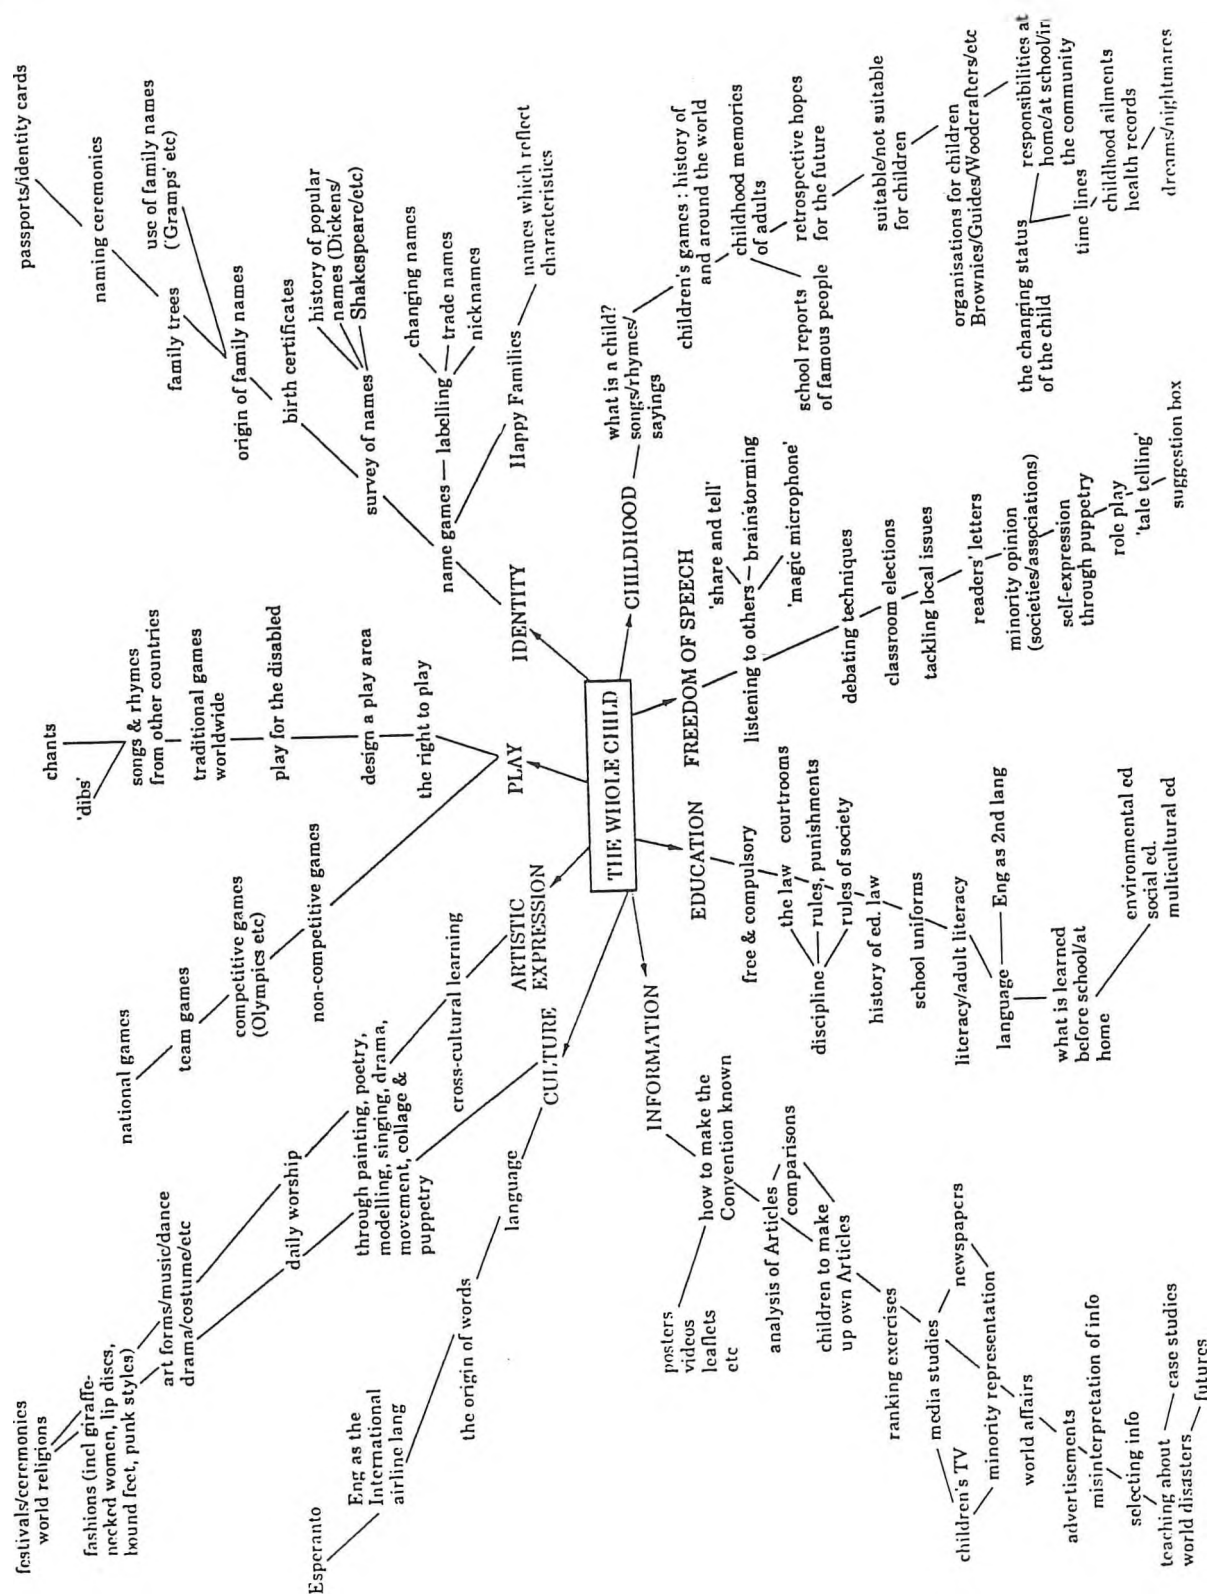 festivals/ceremonies
world religions
fashions (incl giraffe-
necked women, lip discs,
bound feet, punk styles)
art forms/music/dance
drama/costume/etc
daily worship
through painting, poetry,
modelling, singing, drama,
movement, collage &
puppetry
cross-cultural learning
ARTISTIC
EXPRESSION
Esperanto
Eng as the
International
airline lang
the origin of words
language
CULTURE
national games
team games
competitive games
(Olympics etc)
non-competitive games
chants
'dibs'
songs & rhymes
from other countries
traditional games
worldwide
play for the disabled
design a play area
the right to play
PLAY
passports/identity cards
naming ceremonies
family trees
use of family names
('Gramps' etc)
origin of family names
birth certificates
history of popular
names (Dickens/
Shakespeare/etc)
survey of names
changing names
name games — labelling
trade names
nicknames
Happy Families
names which reflect
characteristics
IDENTITY
THE WHOLE CHILD
CHILDHOOD
what is a child?
songs/rhymes/
sayings
children's games : history of
and around the world
childhood memories
of adults
school reports
of famous people
retrospective hopes
for the future
suitable/not suitable
for children
organisations for children
Brownies/Guides/Woodcrafters/etc
the changing status
of the child
responsibilities at
home/at school/in
the community
time lines
childhood ailments
health records
dreams/nightmares
FREEDOM OF SPEECH
'share and tell'
listening to others — brainstorming
'magic microphone'
debating techniques
classroom elections
tackling local issues
readers' letters
minority opinion
(societies/associations)
self-expression
through puppetry
role play
'tale telling'
suggestion box
EDUCATION
free & compulsory
the law courtrooms
discipline — rules, punishments
rules of society
history of ed. law
school uniforms
literacy/adult literacy
language — Eng as 2nd lang
what is learned
before school/at
home
environmental ed
social ed.
multicultural ed
INFORMATION
how to make the
Convention known
posters
videos
leaflets
etc
analysis of Articles
comparisons
children to make
up own Articles
ranking exercises
media studies
newspapers
children's TV
minority representation
world affairs
advertisements
misinterpretation of info
selecting info
teaching about
world disasters
case studies
futures